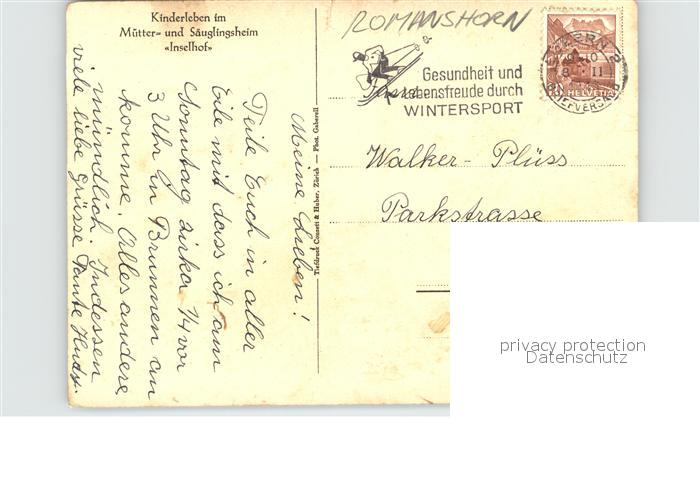 Kinderleben im
Mütter- und Säuglingsheim
«Inselhof»
ROMANSHORN
Gesundheit und
Lebensfreude durch
WINTERSPORT
HELVETIA
Walker-Plüss
Parkstrasse
Tiefdruck Conzett & Huber, Zürich — Phot. Gaberell
Meine Lieben!
Teile Euch in aller
Eile mit dass ich am
Sonntag zirka 1/4 vor
3 Uhr in Brunnen an
komme. Alles andere
mündlich. Indessen
viele liebe Grüsse Tante
privacy protection
Datenschutz